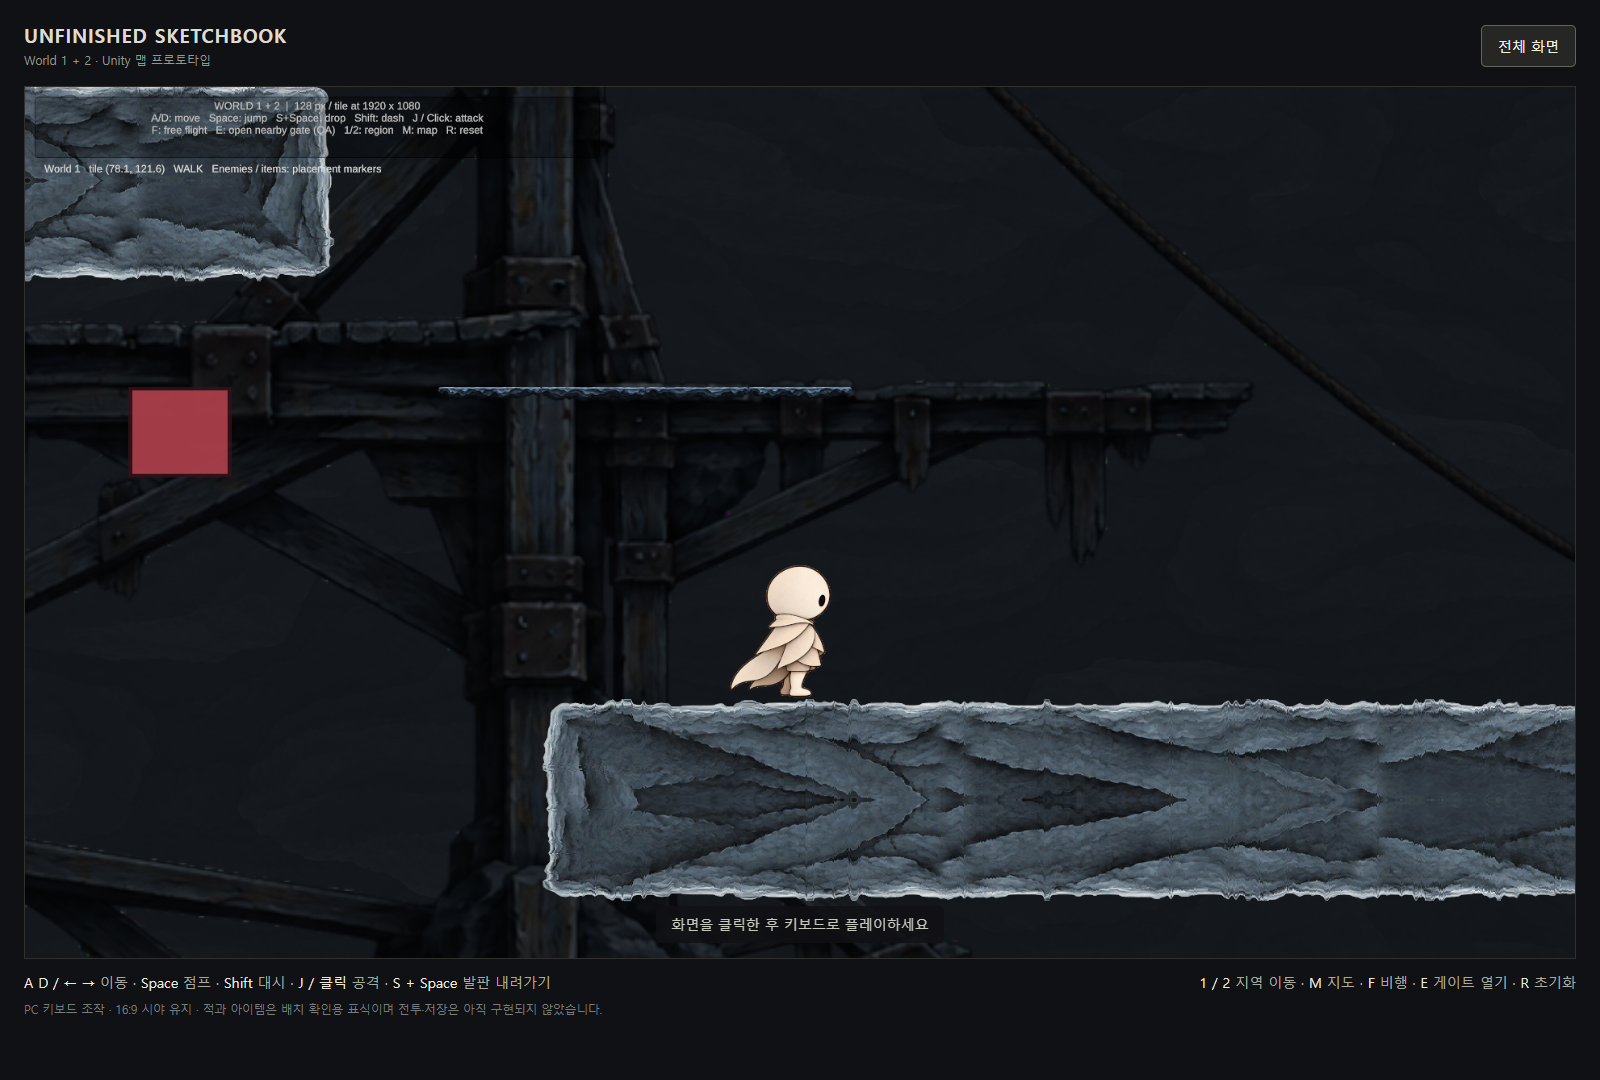 UNFINISHED SKETCHBOOK
World 1 + 2 · Unity 맵 프로토타입
전체 화면
WORLD 1 + 2 | 128 px / tile at 1920 x 1080
A/D: move Space: jump S+Space: drop Shift: dash J / Click: attack
F: free flight E: open nearby gate (QA) 1/2: region M: map R: reset
World 1 tile (78.1, 121.6) WALK Enemies / items: placement markers
화면을 클릭한 후 키보드로 플레이하세요
A D / ← → 이동 · Space 점프 · Shift 대시 · J / 클릭 공격 · S + Space 발판 내려가기
1 / 2 지역 이동 · M 지도 · F 비행 · E 게이트 열기 · R 초기화
PC 키보드 조작 · 16:9 시야 유지 · 적과 아이템은 배치 확인용 표식이며 전투·저장은 아직 구현되지 않았습니다.